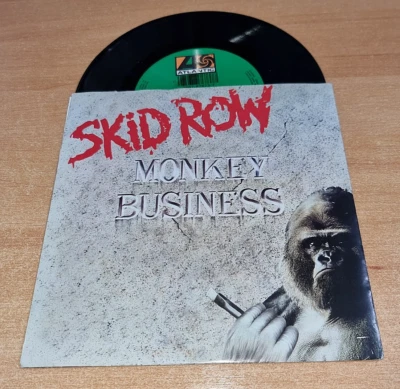 ATLANTIC
SKID ROW
MONKEY
BUSINESS